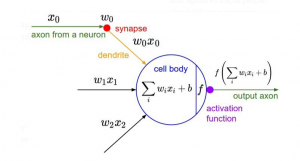 x₀ w₀
axon from a neuron synapse
w₀x₀
dendrite
cell body
f(∑ᵢ wᵢxᵢ + b)
w₁x₁
∑ᵢ wᵢxᵢ + b
f
output axon
activation
function
w₂x₂